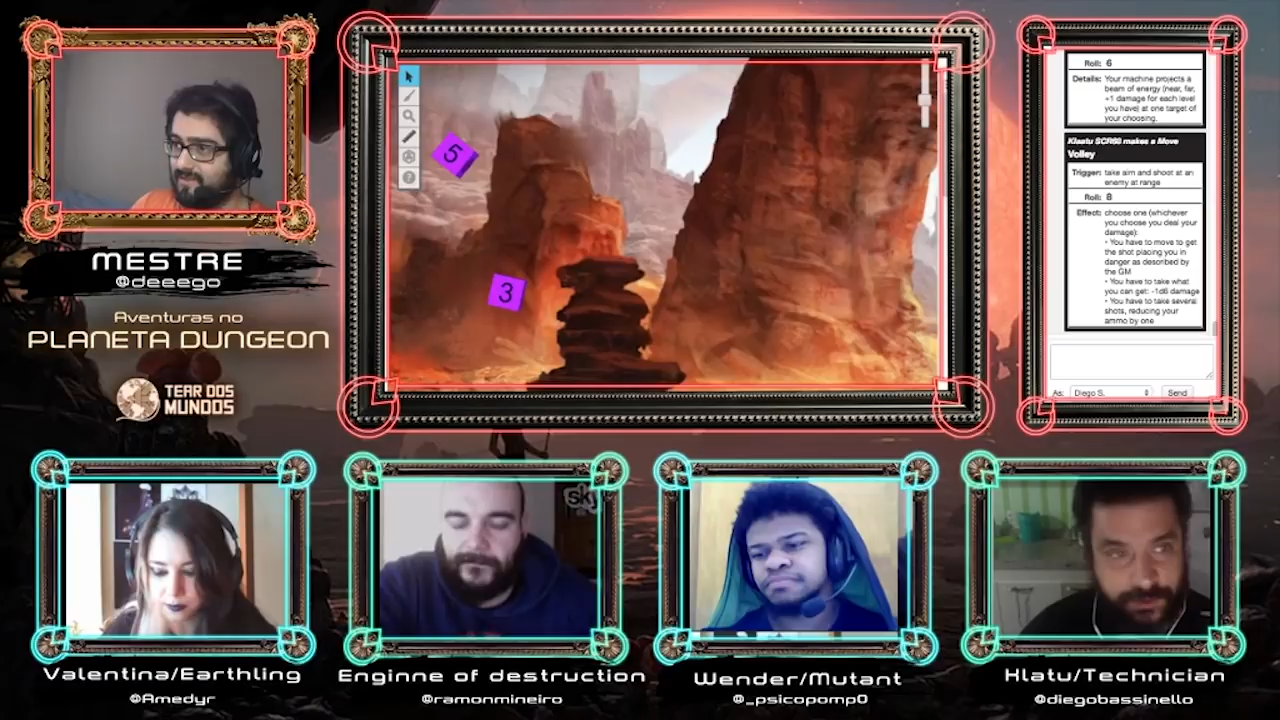 MESTRE
@deeego
Aventuras no
PLANETA DUNGEON
TEAR DOS
MUNDOS
5
3
Roll: 6
Details: Your machine projects a
beam of energy (near, far,
+1 damage for each level
you have) at one target of
your choosing.
Klaatu SCR68 makes a Move
Volley
Trigger: take aim and shoot at an
enemy at range
Roll: 8
Effect: choose one (whichever
you choose you deal your
damage):
• You have to move to get
the shot placing you in
danger as described by
the GM
• You have to take what
you can get: -1d6 damage
• You have to take several
shots, reducing your
ammo by one
As: Diego S. Send
sky
Valentina/Earthling
@Amedyr
Enginne of destruction
@ramonmineiro
Wender/Mutant
@_psicopomp0
Klatu/Technician
@diegobassinello